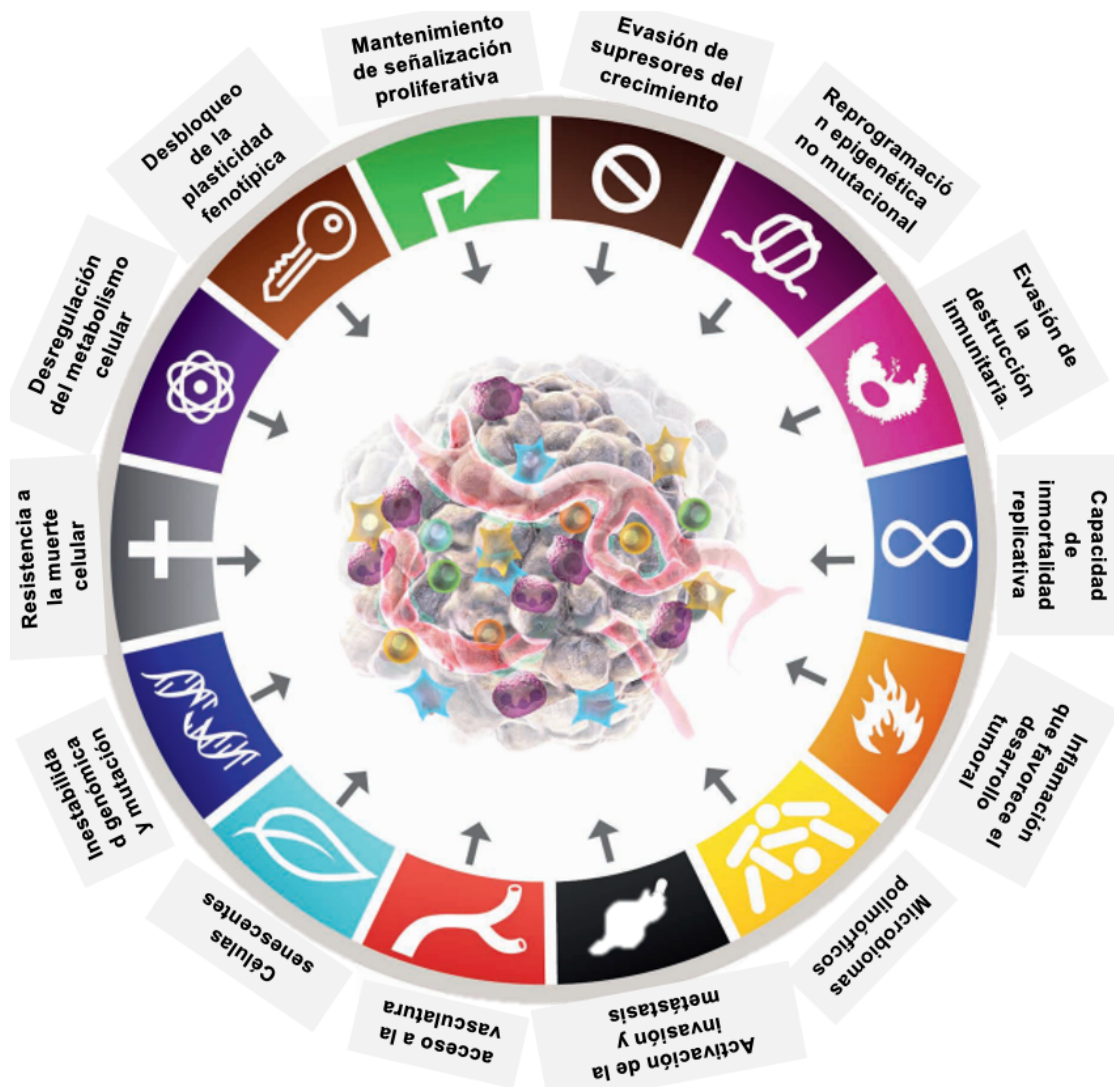 Mantenimiento
de señalización
proliferativa
Evasión de
supresores del
crecimiento
Reprogramació
n epigenética
no mutacional
Evasión de
la
destrucción
inmunitaria.
Capacidad
de
inmortalidad
replicativa
Inflamación
que favorece el
desarrollo
tumoral
Microbiomas
polimórficos
Activación de la
invasión y
metástasis
acceso a la
vasculatura
Células
senescentes
Inestabilida
d genómica
y mutación
Resistencia a
la muerte
celular
Desregulación
del metabolismo
celular
Desbloqueo
de la
plasticidad
fenotípica